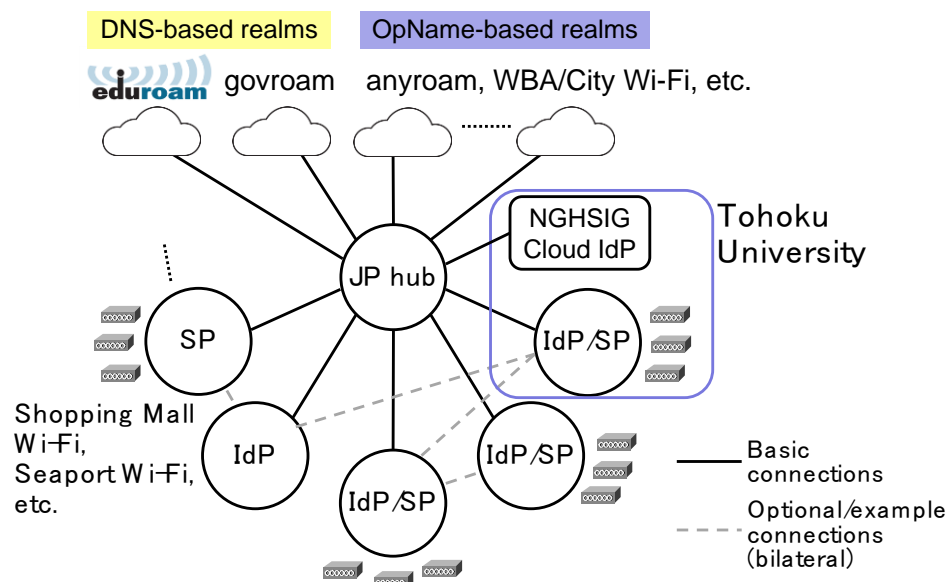 DNS-based realms
OpName-based realms
eduroam
govroam
anyroam, WBA/City Wi-Fi, etc.
NGHSIG
Cloud IdP
Tohoku
University
JP hub
SP
IdP/SP
Shopping Mall
Wi-Fi,
Seaport Wi-Fi,
etc.
IdP
IdP/SP
IdP/SP
Basic
connections
Optional/example
connections
(bilateral)